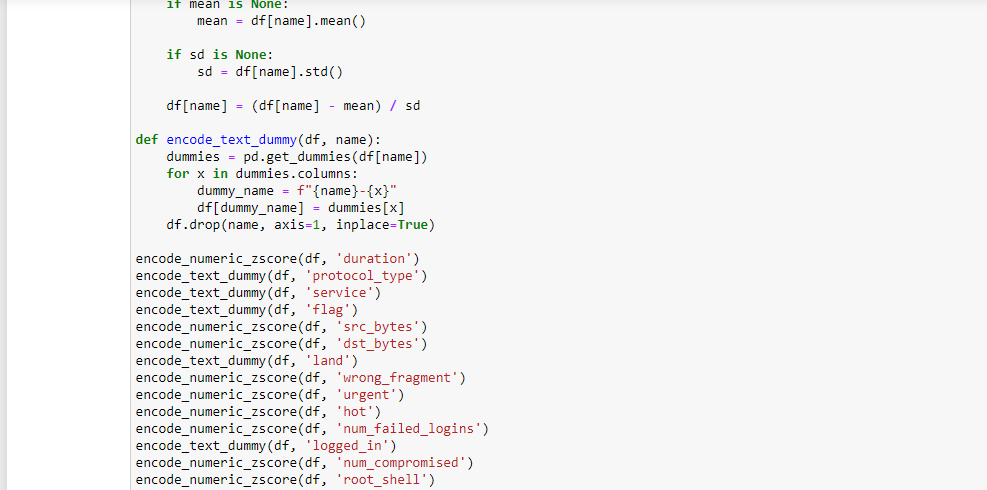 if mean is None:
        mean = df[name].mean()
    if sd is None:
        sd = df[name].std()
    df[name] = (df[name] - mean) / sd
def encode_text_dummy(df, name):
    dummies = pd.get_dummies(df[name])
    for x in dummies.columns:
        dummy_name = f"{name}-{x}"
        df[dummy_name] = dummies[x]
    df.drop(name, axis=1, inplace=True)
encode_numeric_zscore(df, 'duration')
encode_text_dummy(df, 'protocol_type')
encode_text_dummy(df, 'service')
encode_text_dummy(df, 'flag')
encode_numeric_zscore(df, 'src_bytes')
encode_numeric_zscore(df, 'dst_bytes')
encode_text_dummy(df, 'land')
encode_numeric_zscore(df, 'wrong_fragment')
encode_numeric_zscore(df, 'urgent')
encode_numeric_zscore(df, 'hot')
encode_numeric_zscore(df, 'num_failed_logins')
encode_text_dummy(df, 'logged_in')
encode_numeric_zscore(df, 'num_compromised')
encode_numeric_zscore(df, 'root_shell')